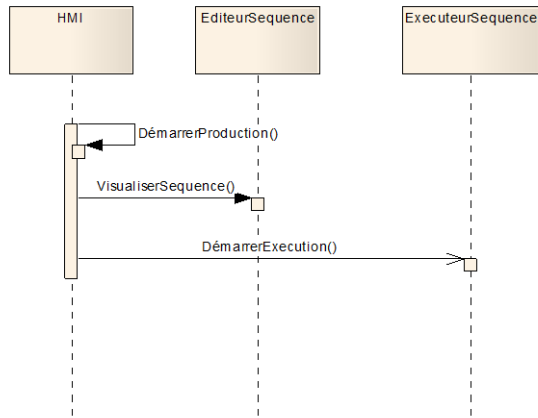 HMI
EditeurSequence
ExecuteurSequence
DémarrerProduction()
VisualiserSequence()
DémarrerExecution()